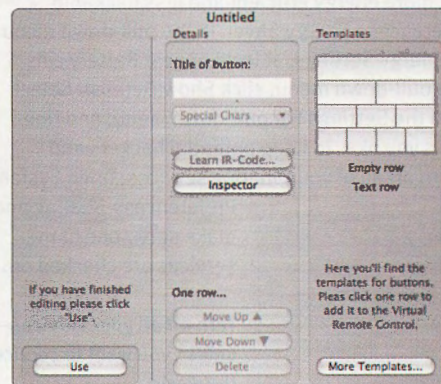 Untitled
Details
Templates
Title of button:
Special Chars
Learn IR-Code...
Inspector
Empty row
Text row
If you have finished
editing please click
"Use".
Use
One row...
Move Up ▲
Move Down ▼
Delete
Here you'll find the
templates for buttons.
Pleas click one row to
add it to the Virtual
Remote Control.
More Templates...